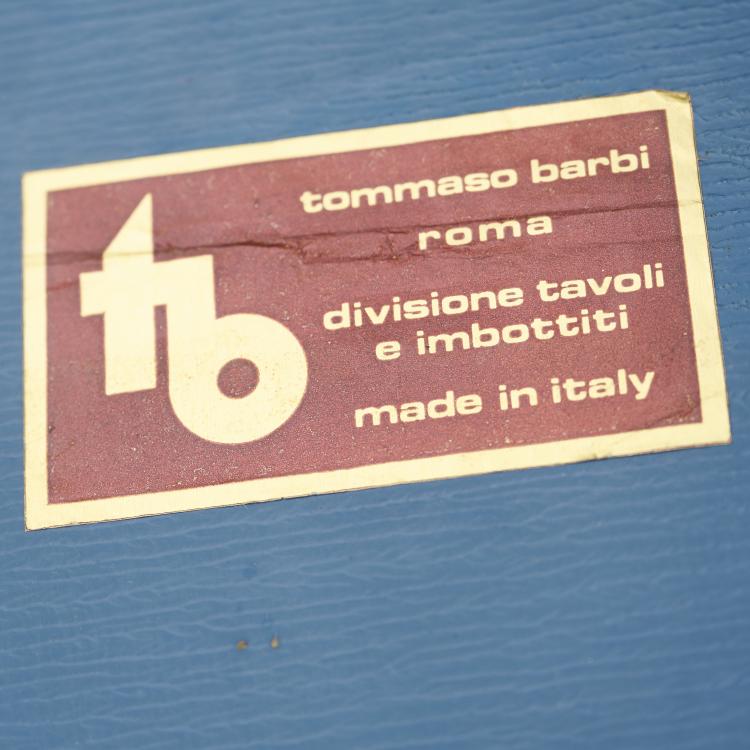 tb
tommaso barbi
roma
divisione tavoli
e imbottiti
made in italy